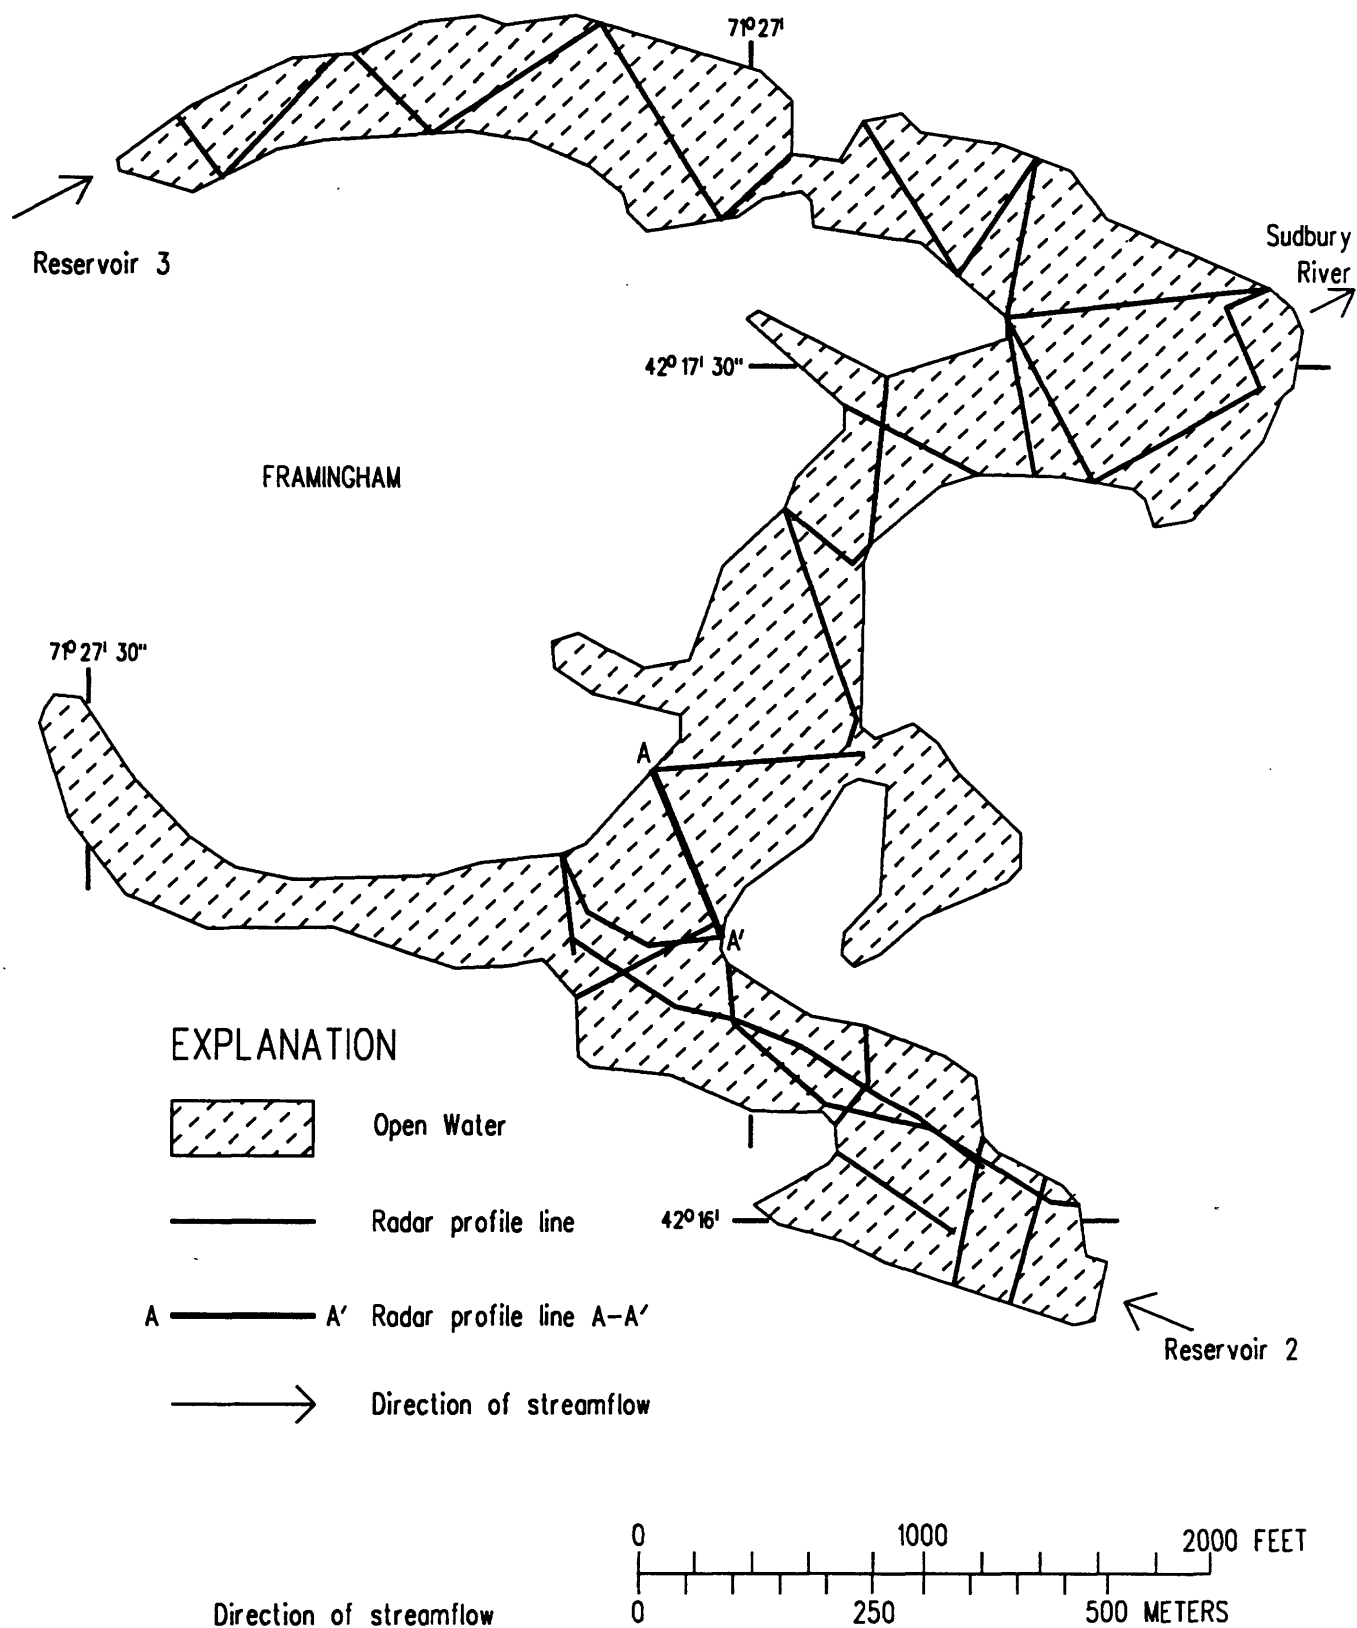 71° 27'
Reservoir 3
Sudbury
River
42° 17' 30"
FRAMINGHAM
71° 27' 30"
A
A'
EXPLANATION
Open Water
Radar profile line
42° 16'
A A' Radar profile line A-A'
Reservoir 2
Direction of streamflow
0 1000 2000 FEET
Direction of streamflow
0 250 500 METERS